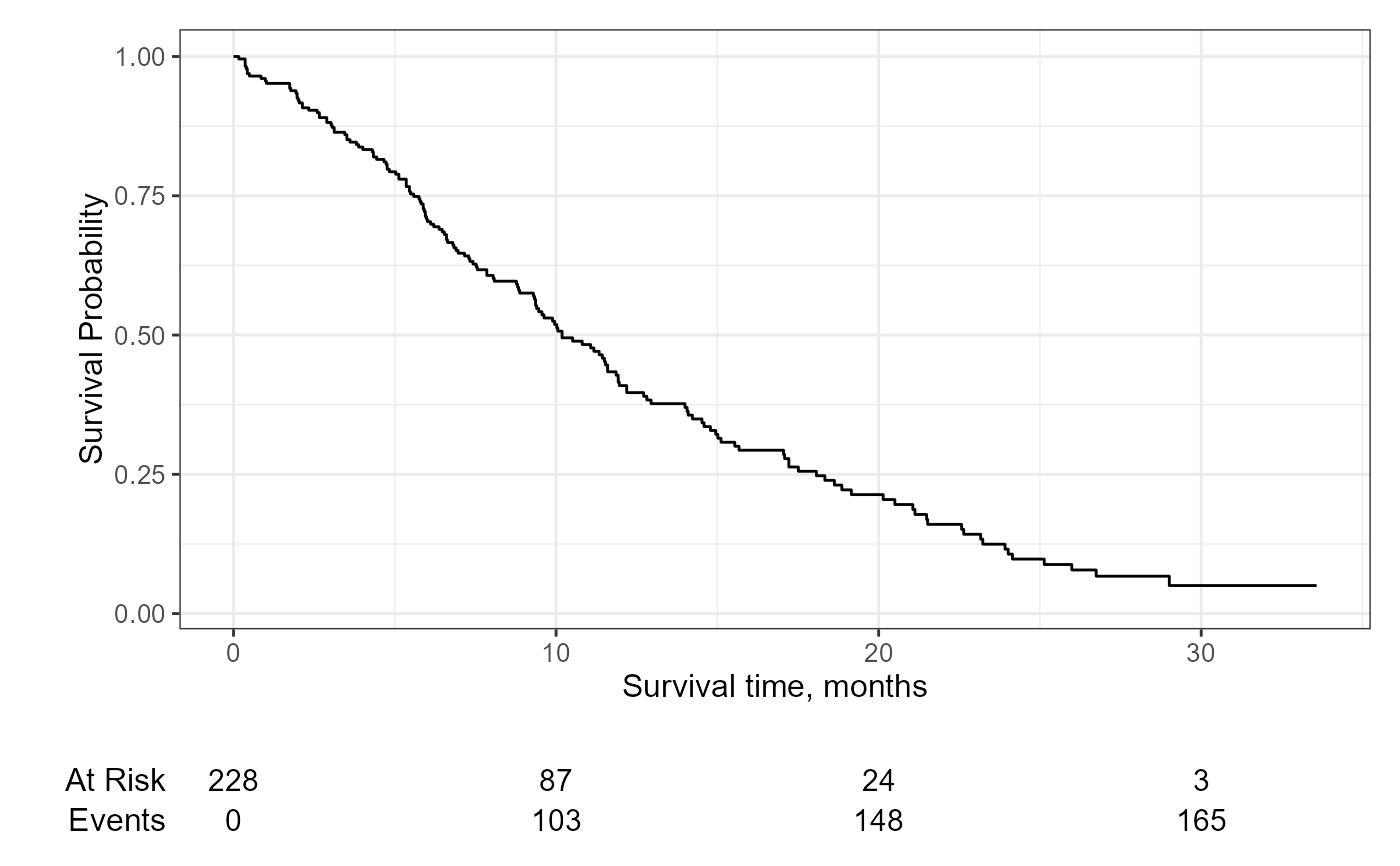 1.00
0.75
0.50
0.25
0.00
Survival Probability
0 10 20 30
Survival time, months
At Risk 228 87 24 3
Events 0 103 148 165